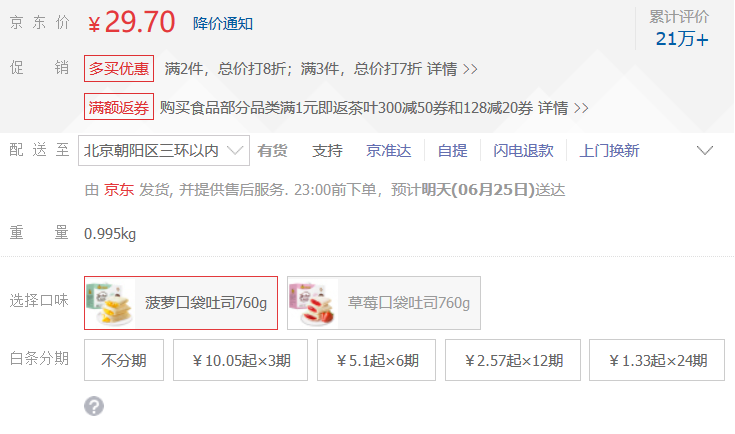 京东价 ￥29.70 降价通知 累计评价 21万+
促销 多买优惠 满2件，总价打8折；满3件，总价打7折 详情 >>
满额返券 购买食品部分品类满1元即返茶叶300减50券和128减20券 详情 >>
配送至 北京朝阳区三环以内 有货 支持 京准达 自提 闪电退款 上门换新
由 京东 发货, 并提供售后服务. 23:00前下单，预计明天(06月25日)送达
重量 0.995kg
选择口味 菠萝口袋吐司760g 草莓口袋吐司760g
白条分期 不分期 ￥10.05起×3期 ￥5.1起×6期 ￥2.57起×12期 ￥1.33起×24期
?